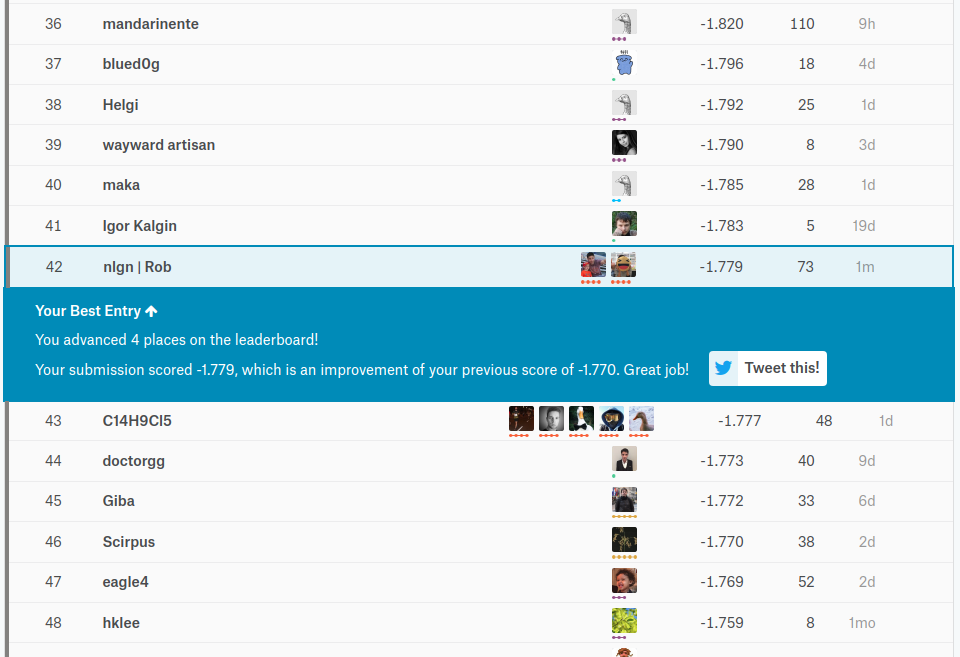 36 mandarinente -1.820 110 9h
37 blued0g -1.796 18 4d
38 Helgi -1.792 25 1d
39 wayward artisan -1.790 8 3d
40 maka -1.785 28 1d
41 Igor Kalgin -1.783 5 19d
42 nlgn | Rob -1.779 73 1m
Your Best Entry ↑
You advanced 4 places on the leaderboard!
Your submission scored -1.779, which is an improvement of your previous score of -1.770. Great job! Tweet this!
43 C14H9Cl5 -1.777 48 1d
44 doctorgg -1.773 40 9d
45 Giba -1.772 33 6d
46 Scirpus -1.770 38 2d
47 eagle4 -1.769 52 2d
48 hklee -1.759 8 1mo